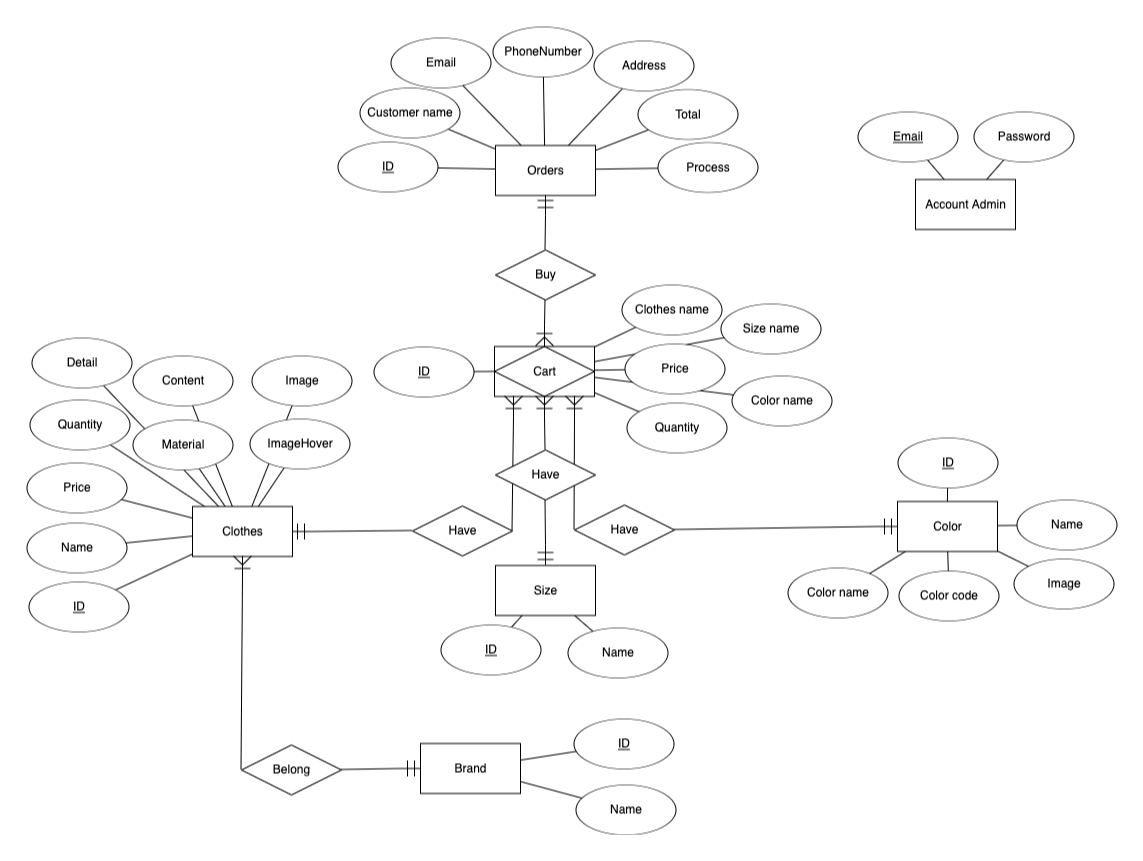 PhoneNumber
Email
Address
Customer name
Total
ID
Orders
Process
Email
Password
Account Admin
Buy
Clothes name
Size name
ID
Cart
Price
Color name
Quantity
Detail
Content
Image
Quantity
Material
ImageHover
Price
Clothes
Name
ID
Have
Have
Have
ID
Color
Name
Color name
Color code
Image
Size
ID
Name
Belong
Brand
ID
Name